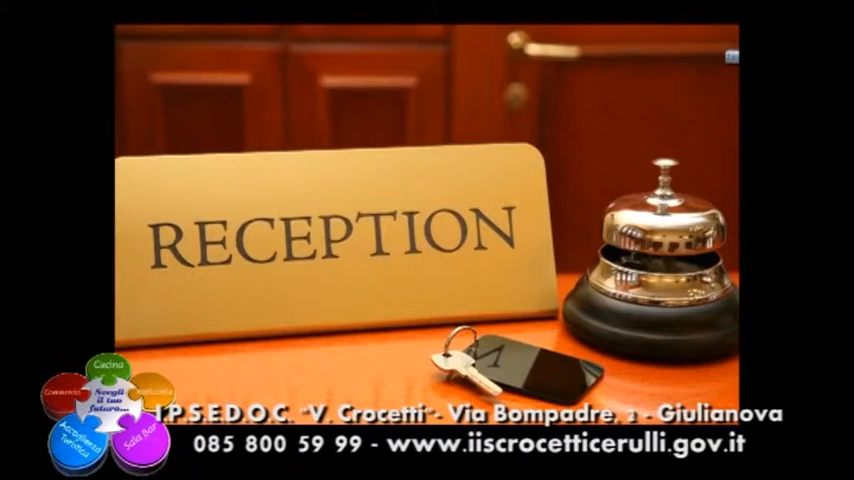 RECEPTION
Cucina
Commercio
Pasticceria
Scegli
il tuo
futuro...
Accoglienza
Turistica
Sala Bar
I.P.S.E.D.O.C. "V. Crocetti"- Via Bompadre, 2 - Giulianova
085 800 59 99 - www.iiscrocetticerulli.gov.it